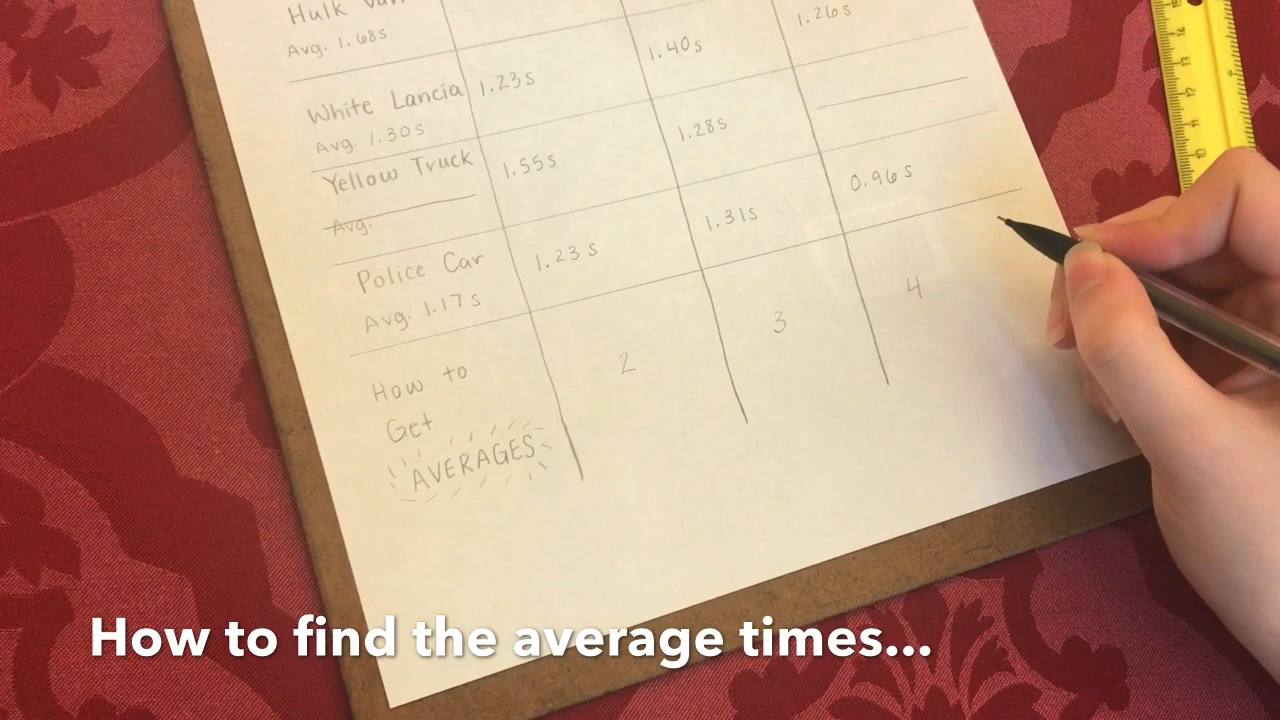 Hulk
Avg. 1.68s
1.26s
White Lancia
1.23s
1.40s
Avg. 1.30s
Yellow Truck
1.55s
1.28s
Avg.
Police Car
1.23s
1.31s
0.96s
Avg. 1.17s
How to
Get
AVERAGES
2
3
4
How to find the average times...